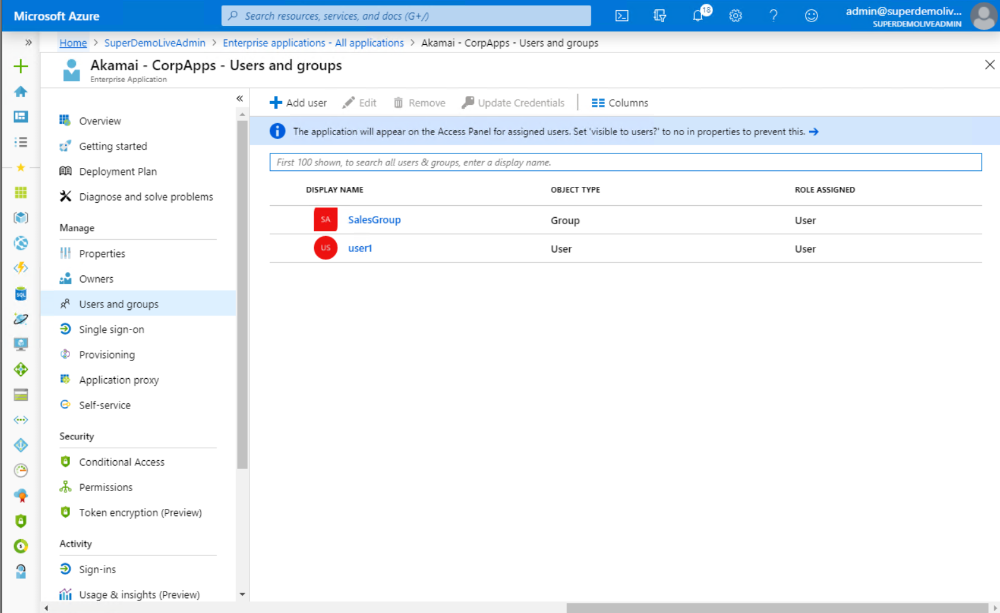 Microsoft Azure
Search resources, services, and docs (G+/)
18
admin@superdemoliv...
SUPERDEMOLIVEADMIN
Home > SuperDemoLiveAdmin > Enterprise applications - All applications > Akamai - CorpApps - Users and groups
Akamai - CorpApps - Users and groups
Enterprise Application
Overview
Getting started
Deployment Plan
Diagnose and solve problems
Manage
Properties
Owners
Users and groups
Single sign-on
Provisioning
Application proxy
Self-service
Security
Conditional Access
Permissions
Token encryption (Preview)
Activity
Sign-ins
Usage & insights (Preview)
Add user Edit Remove Update Credentials Columns
The application will appear on the Access Panel for assigned users. Set 'visible to users?' to no in properties to prevent this.
First 100 shown, to search all users & groups, enter a display name.
DISPLAY NAME OBJECT TYPE ROLE ASSIGNED
SA SalesGroup Group User
US user1 User User
SQL